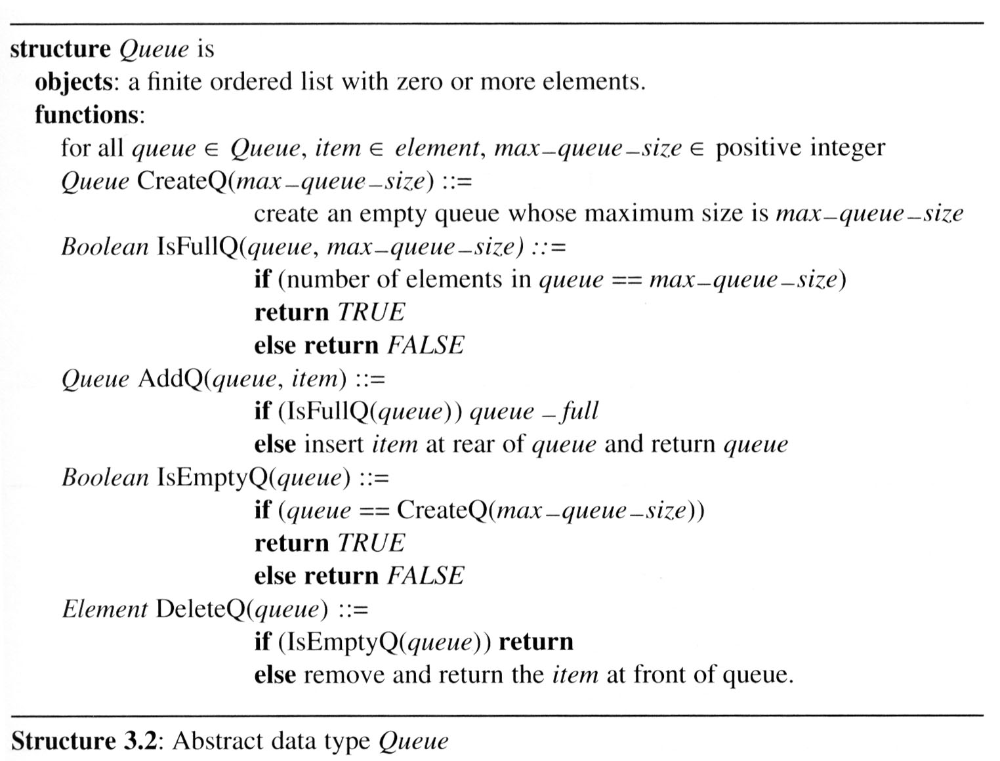 structure Queue is
objects: a finite ordered list with zero or more elements.
functions:
for all queue ∈ Queue, item ∈ element, max_queue_size ∈ positive integer
Queue CreateQ(max_queue_size) ::=
create an empty queue whose maximum size is max_queue_size
Boolean IsFullQ(queue, max_queue_size) ::=
if (number of elements in queue == max_queue_size)
return TRUE
else return FALSE
Queue AddQ(queue, item) ::=
if (IsFullQ(queue)) queue_full
else insert item at rear of queue and return queue
Boolean IsEmptyQ(queue) ::=
if (queue == CreateQ(max_queue_size))
return TRUE
else return FALSE
Element DeleteQ(queue) ::=
if (IsEmptyQ(queue)) return
else remove and return the item at front of queue.
Structure 3.2: Abstract data type Queue